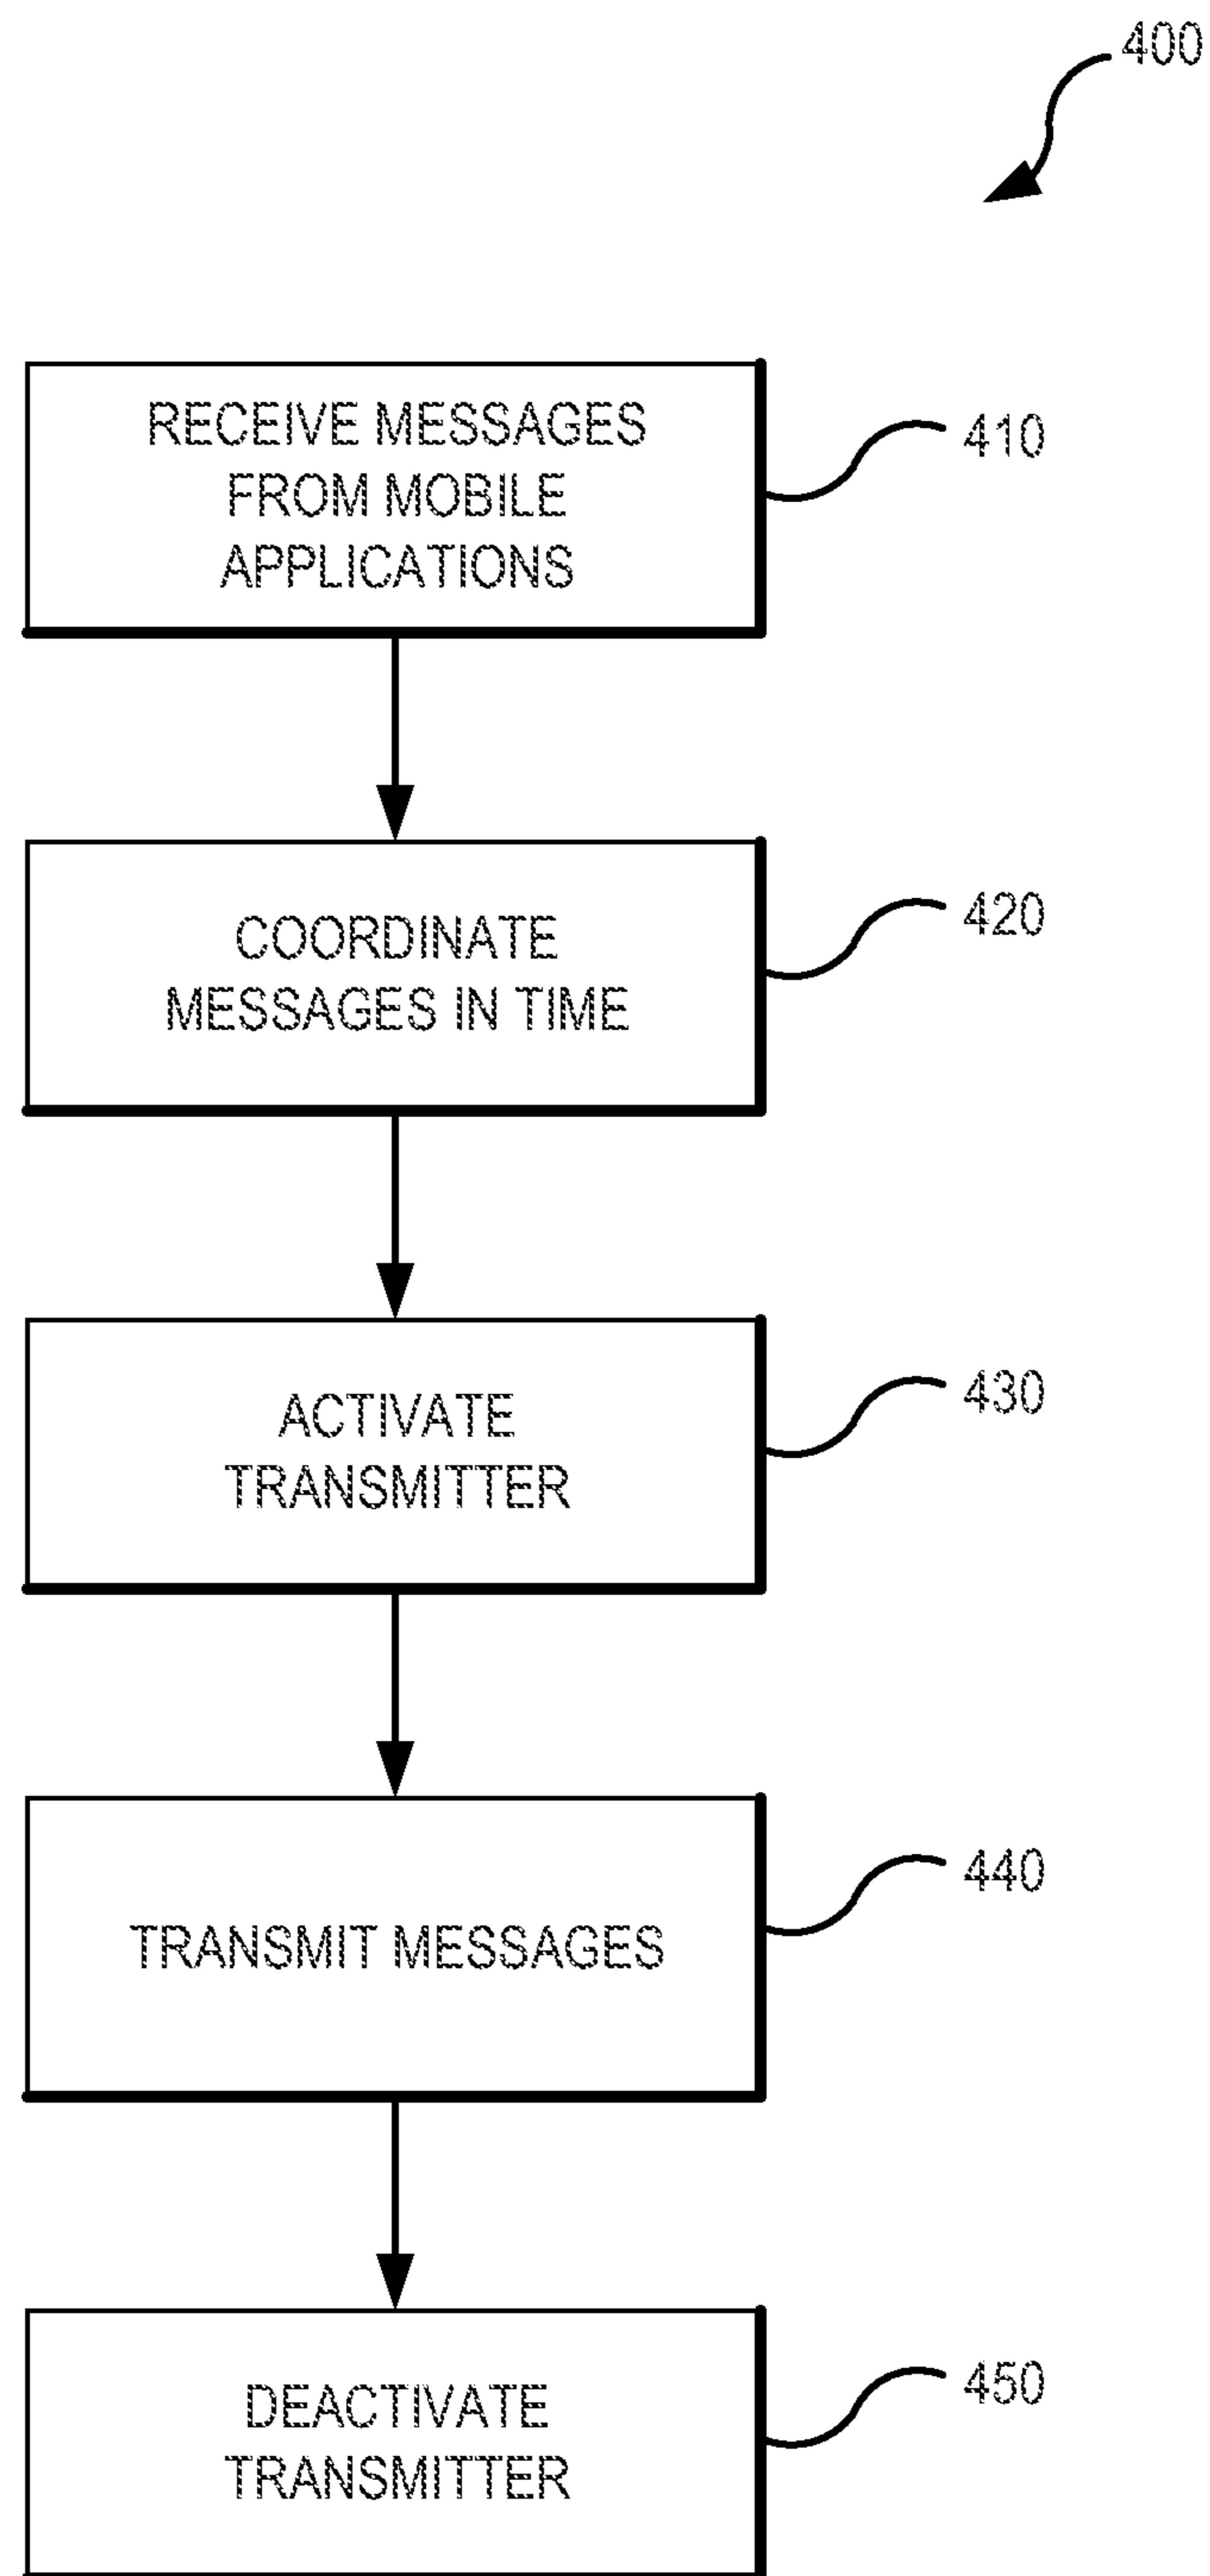 400
RECEIVE MESSAGES
FROM MOBILE
APPLICATIONS
410
COORDINATE
MESSAGES IN TIME
420
ACTIVATE
TRANSMITTER
430
TRANSMIT MESSAGES
440
DEACTIVATE
TRANSMITTER
450